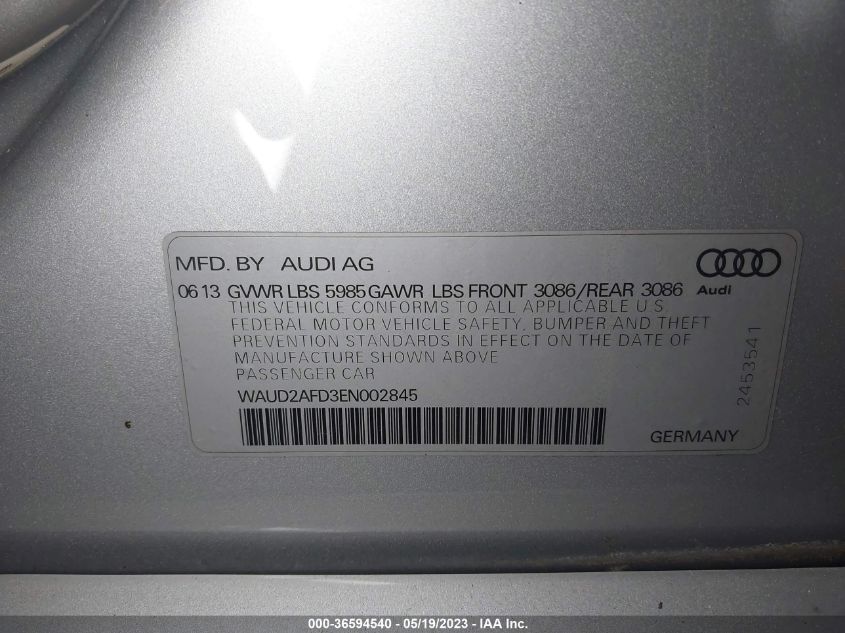 MFD. BY AUDI AG
Audi
06 13 GVWR LBS 5985 GAWR LBS FRONT 3086/REAR 3086
THIS VEHICLE CONFORMS TO ALL APPLICABLE U S
FEDERAL MOTOR VEHICLE SAFETY, BUMPER AND THEFT
PREVENTION STANDARDS IN EFFECT ON THE DATE OF
MANUFACTURE SHOWN ABOVE
PASSENGER CAR
2453541
WAUD2AFD3EN002845
GERMANY
000-36594540 - 05/19/2023 - IAA Inc.